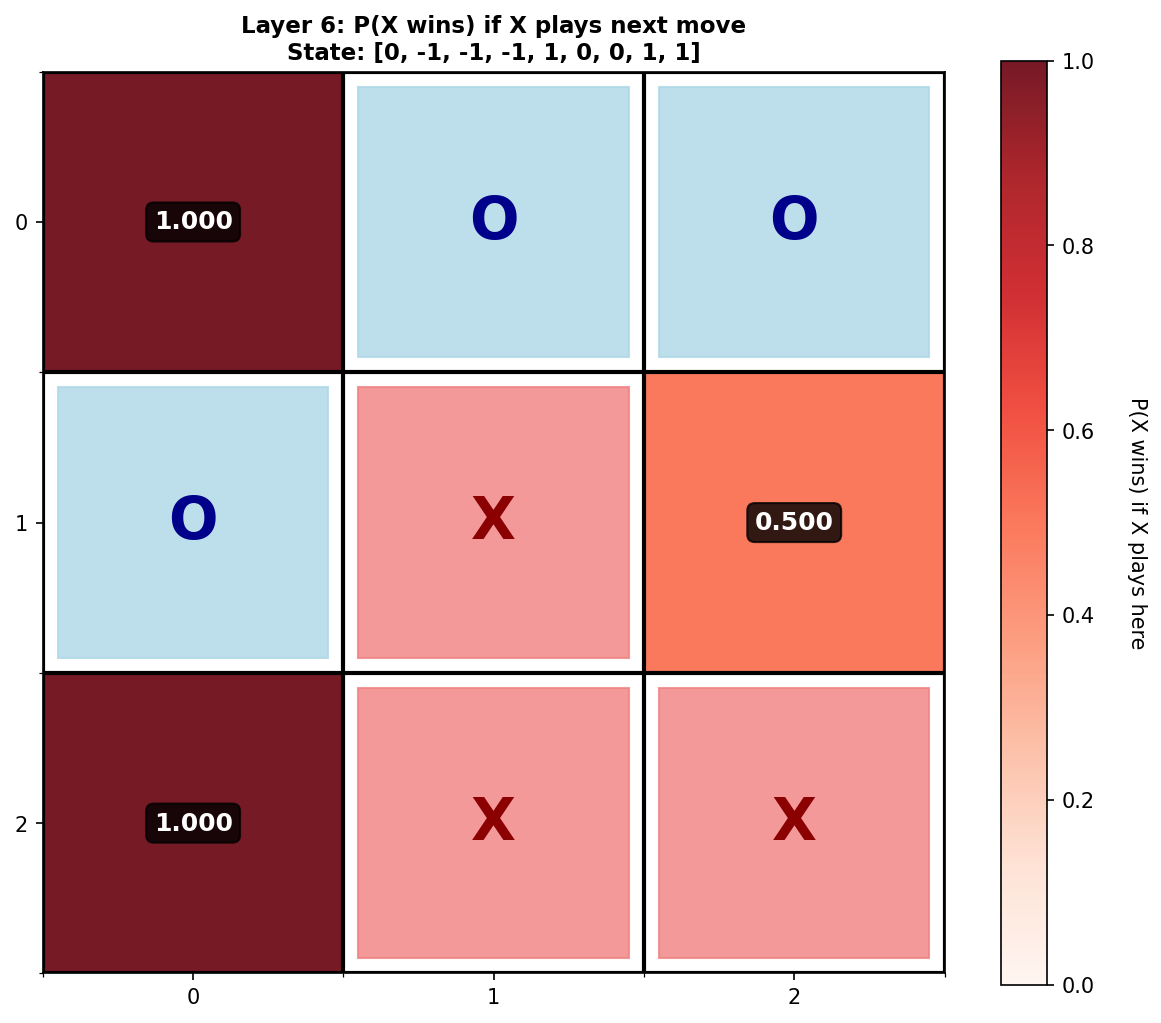 Layer 6: P(X wins) if X plays next move
State: [0, -1, -1, -1, 1, 0, 0, 1, 1]
0
1.000
O
O
1
O
X
0.500
2
1.000
X
X
0
1
2
1.0
0.8
0.6
0.4
0.2
0.0
P(X wins) if X plays here